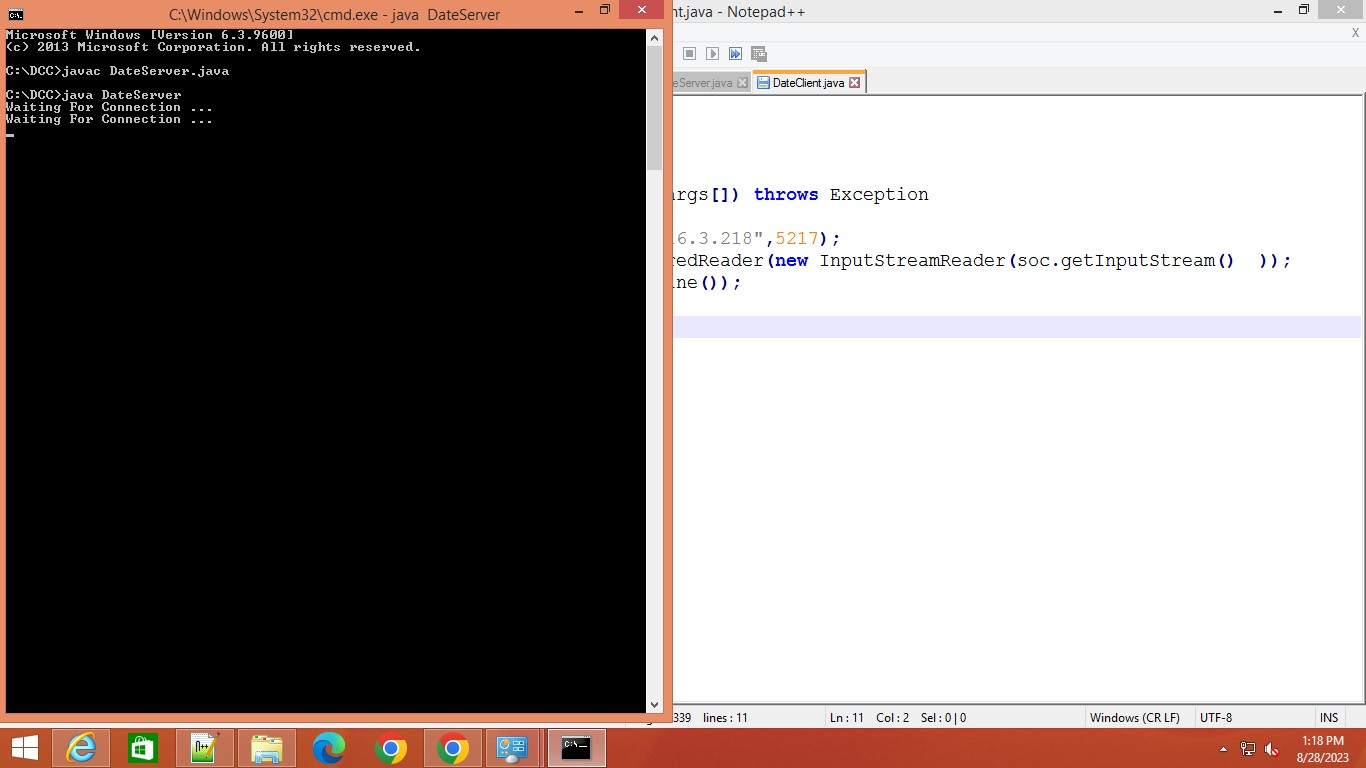 C:\Windows\System32\cmd.exe - java  DateServer
Microsoft Windows [Version 6.3.9600]
(c) 2013 Microsoft Corporation. All rights reserved.
C:\DCC>javac DateServer.java
C:\DCC>java DateServer
Waiting For Connection ...
Waiting For Connection ...
nt.java - Notepad++
X
eServer.java
DateClient.java
args[]) throws Exception
16.3.218",5217);
redReader(new InputStreamReader(soc.getInputStream()  ));
ine());
339 lines : 11
Ln : 11 Col : 2 Sel : 0 | 0
Windows (CR LF)
UTF-8
INS
1:18 PM
8/28/2023